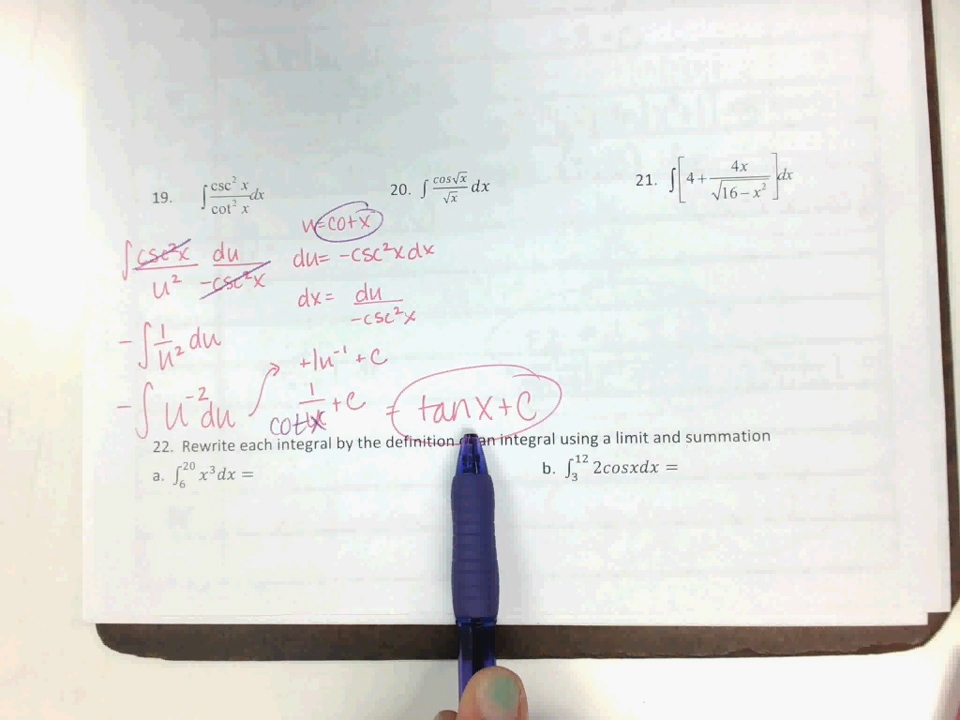 19. ∫ csc² x / cot² x dx
20. ∫ cos√x / √x dx
21. ∫ [4 + 4x / √16 − x²] dx
u = cot x
∫ csc²x / u² du / −csc²x
du = −csc²x dx
dx = du / −csc²x
−∫ 1/u² du
+1u⁻¹ + C
−∫ u⁻² du
1 / cot x + C = tan x + C
22. Rewrite each integral by the definition an integral using a limit and summation
a. ∫₆²⁰ x³dx =
b. ∫₃¹² 2cosxdx =